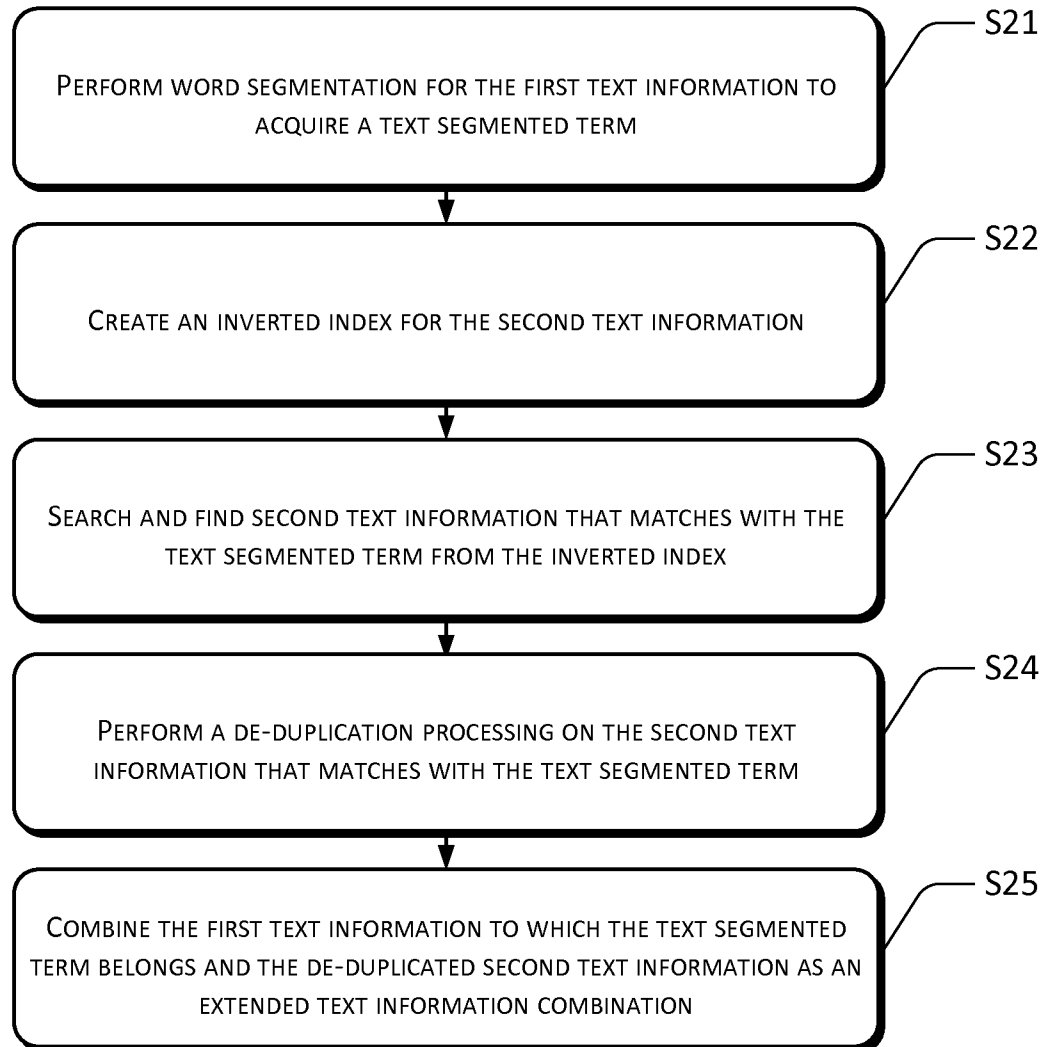 S21
PERFORM WORD SEGMENTATION FOR THE FIRST TEXT INFORMATION TO
ACQUIRE A TEXT SEGMENTED TERM
S22
CREATE AN INVERTED INDEX FOR THE SECOND TEXT INFORMATION
S23
SEARCH AND FIND SECOND TEXT INFORMATION THAT MATCHES WITH THE
TEXT SEGMENTED TERM FROM THE INVERTED INDEX
S24
PERFORM A DE-DUPLICATION PROCESSING ON THE SECOND TEXT
INFORMATION THAT MATCHES WITH THE TEXT SEGMENTED TERM
S25
COMBINE THE FIRST TEXT INFORMATION TO WHICH THE TEXT SEGMENTED
TERM BELONGS AND THE DE-DUPLICATED SECOND TEXT INFORMATION AS AN
EXTENDED TEXT INFORMATION COMBINATION